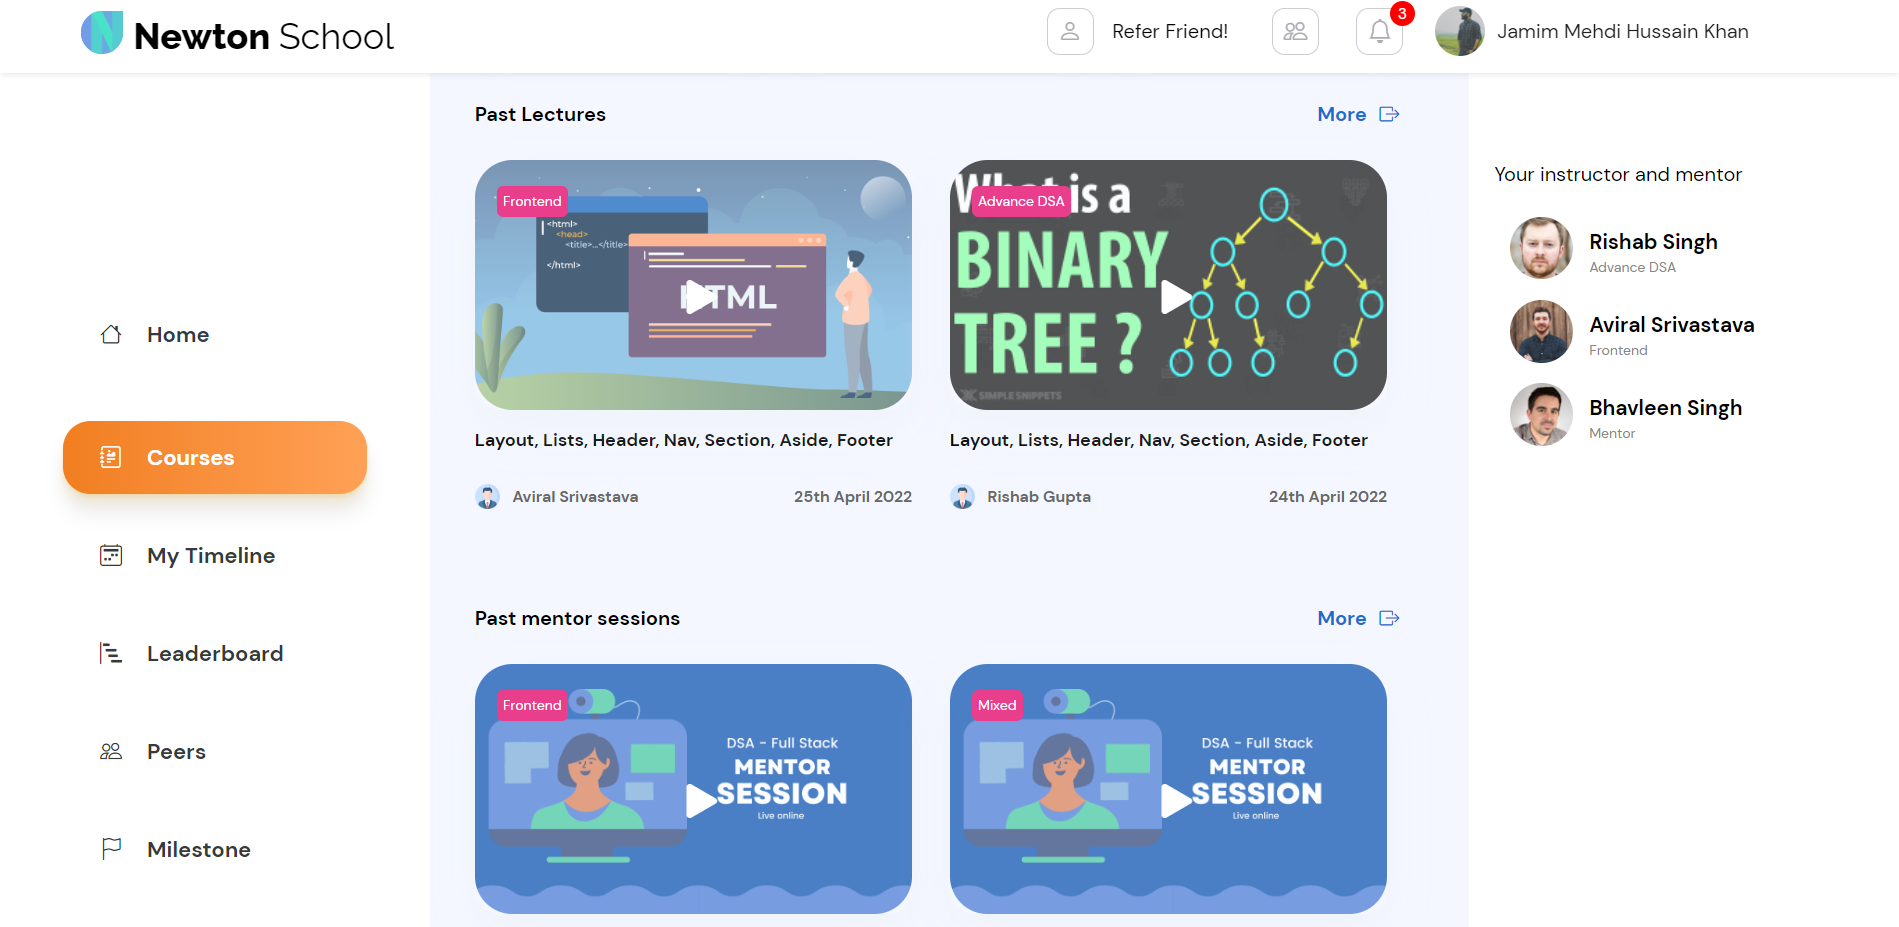 Newton School
Refer Friend!
3
Jamim Mehdi Hussain Khan
Home
Courses
My Timeline
Leaderboard
Peers
Milestone
Past Lectures
More
Frontend
<html>
<head>
<title>...</title>
</html>
HTML
Layout, Lists, Header, Nav, Section, Aside, Footer
Aviral Srivastava
25th April 2022
Advance DSA
What is a
BINARY
TREE ?
SIMPLE SNIPPETS
Layout, Lists, Header, Nav, Section, Aside, Footer
Rishab Gupta
24th April 2022
Past mentor sessions
More
Frontend
DSA - Full Stack
MENTOR
SESSION
Live online
Mixed
DSA - Full Stack
MENTOR
SESSION
Live online
Your instructor and mentor
Rishab Singh
Advance DSA
Aviral Srivastava
Frontend
Bhavleen Singh
Mentor